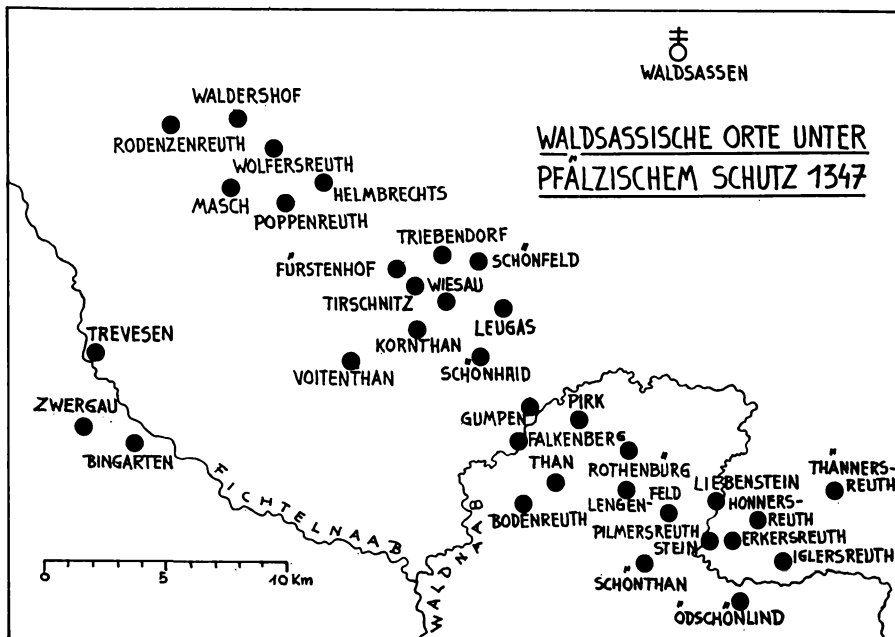 WALDSASSEN
WALDSASSISCHE ORTE UNTER
PFÄLZISCHEM SCHUTZ 1347
WALDERSHOF
RODENZENREUTH
WOLFERSREUTH
HELMBRECHTS
MASCH
POPPENREUTH
TRIEBENDORF
FÜRSTENHOF
SCHÖNFELD
WIESAU
TIRSCHNITZ
LEUGAS
KORNTHAN
TREVESEN
VOITENTHAN
SCHÖNHAID
ZWERGAU
GUMPEN
PIRK
BINGARTEN
FALKENBERG
THAN
ROTHENBÜRG
THÄNNERS-
REUTH
LIEBENSTEIN
LENGEN-
FELD
HONNERS-
REUTH
BODENREUTH
PILMERSREUTH
STEIN
ERKERSREUTH
IGLERSREUTH
SCHÖNTHAN
ÖDSCHÖNLIND
FICHTELNAAB
WALDNAAB
0 5 10 Km